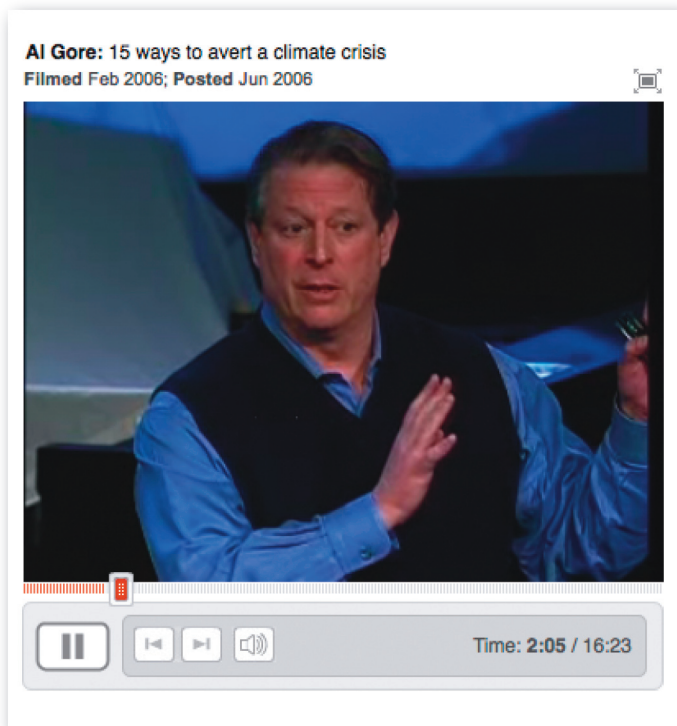 Al Gore: 15 ways to avert a climate crisis
Filmed Feb 2006; Posted Jun 2006
Time: 2:05 / 16:23